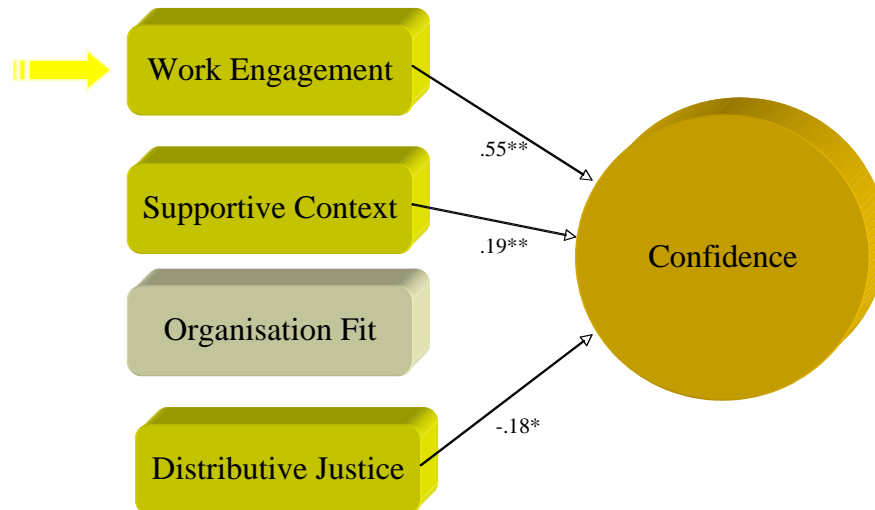 Work Engagement
.55**
Supportive Context
.19**
Confidence
Organisation Fit
-.18*
Distributive Justice